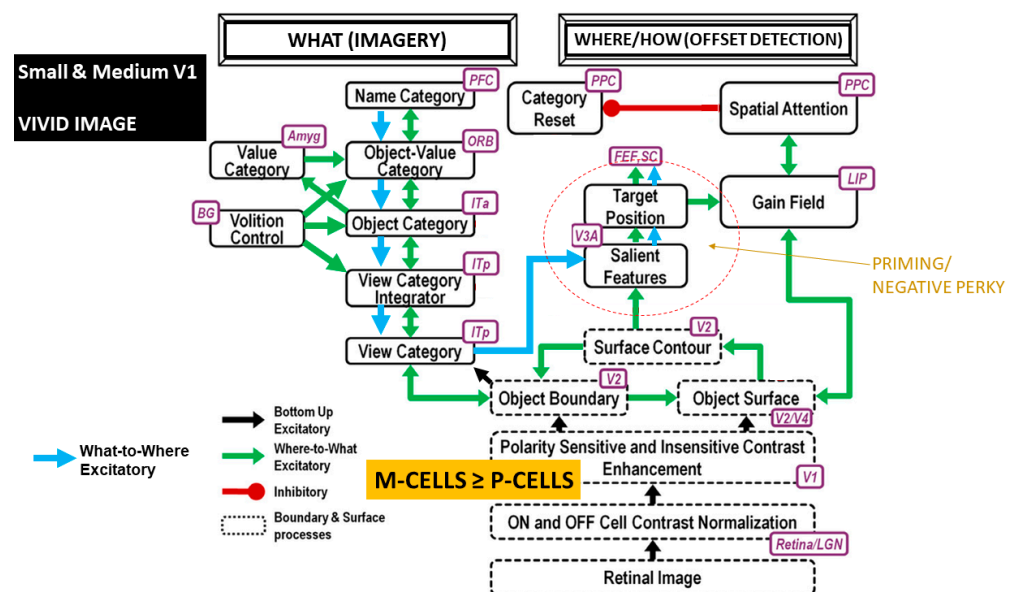 WHAT (IMAGERY)
WHERE/HOW (OFFSET DETECTION)
Small & Medium V1
VIVID IMAGE
PFC
Name Category
PPC
Category
Reset
PPC
Spatial Attention
Amyg
Value
Category
ORB
Object-Value
Category
FEF,SC
Target
Position
LIP
Gain Field
BG
Volition
Control
ITa
Object Category
V3A
Salient
Features
PRIMING/
NEGATIVE PERKY
ITp
View Category
Integrator
ITp
View Category
V2
Surface Contour
V2
Object Boundary
Object Surface
V2/V4
Polarity Sensitive and Insensitive Contrast
Enhancement
V1
M-CELLS ≥ P-CELLS
ON and OFF Cell Contrast Normalization
Retina/LGN
Retinal Image
What-to-Where
Excitatory
Bottom Up
Excitatory
Where-to-What
Excitatory
Inhibitory
Boundary & Surface
processes